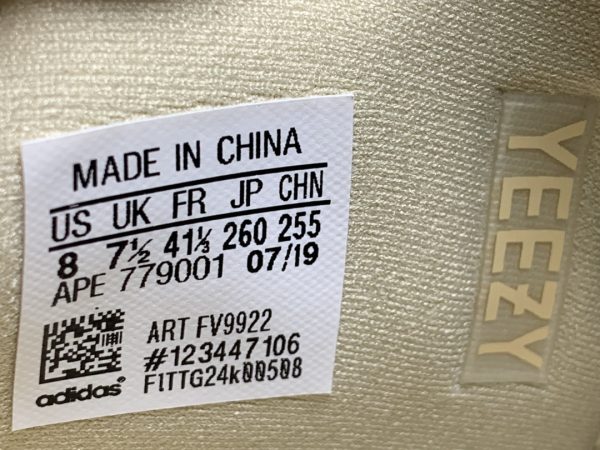 MADE IN CHINA
US UK FR JP CHN
8 7½ 41⅓ 260 255
APE 779001 07/19
ART FV9922
#123447106
FlTTG24k00508
adidas®
YEEZY